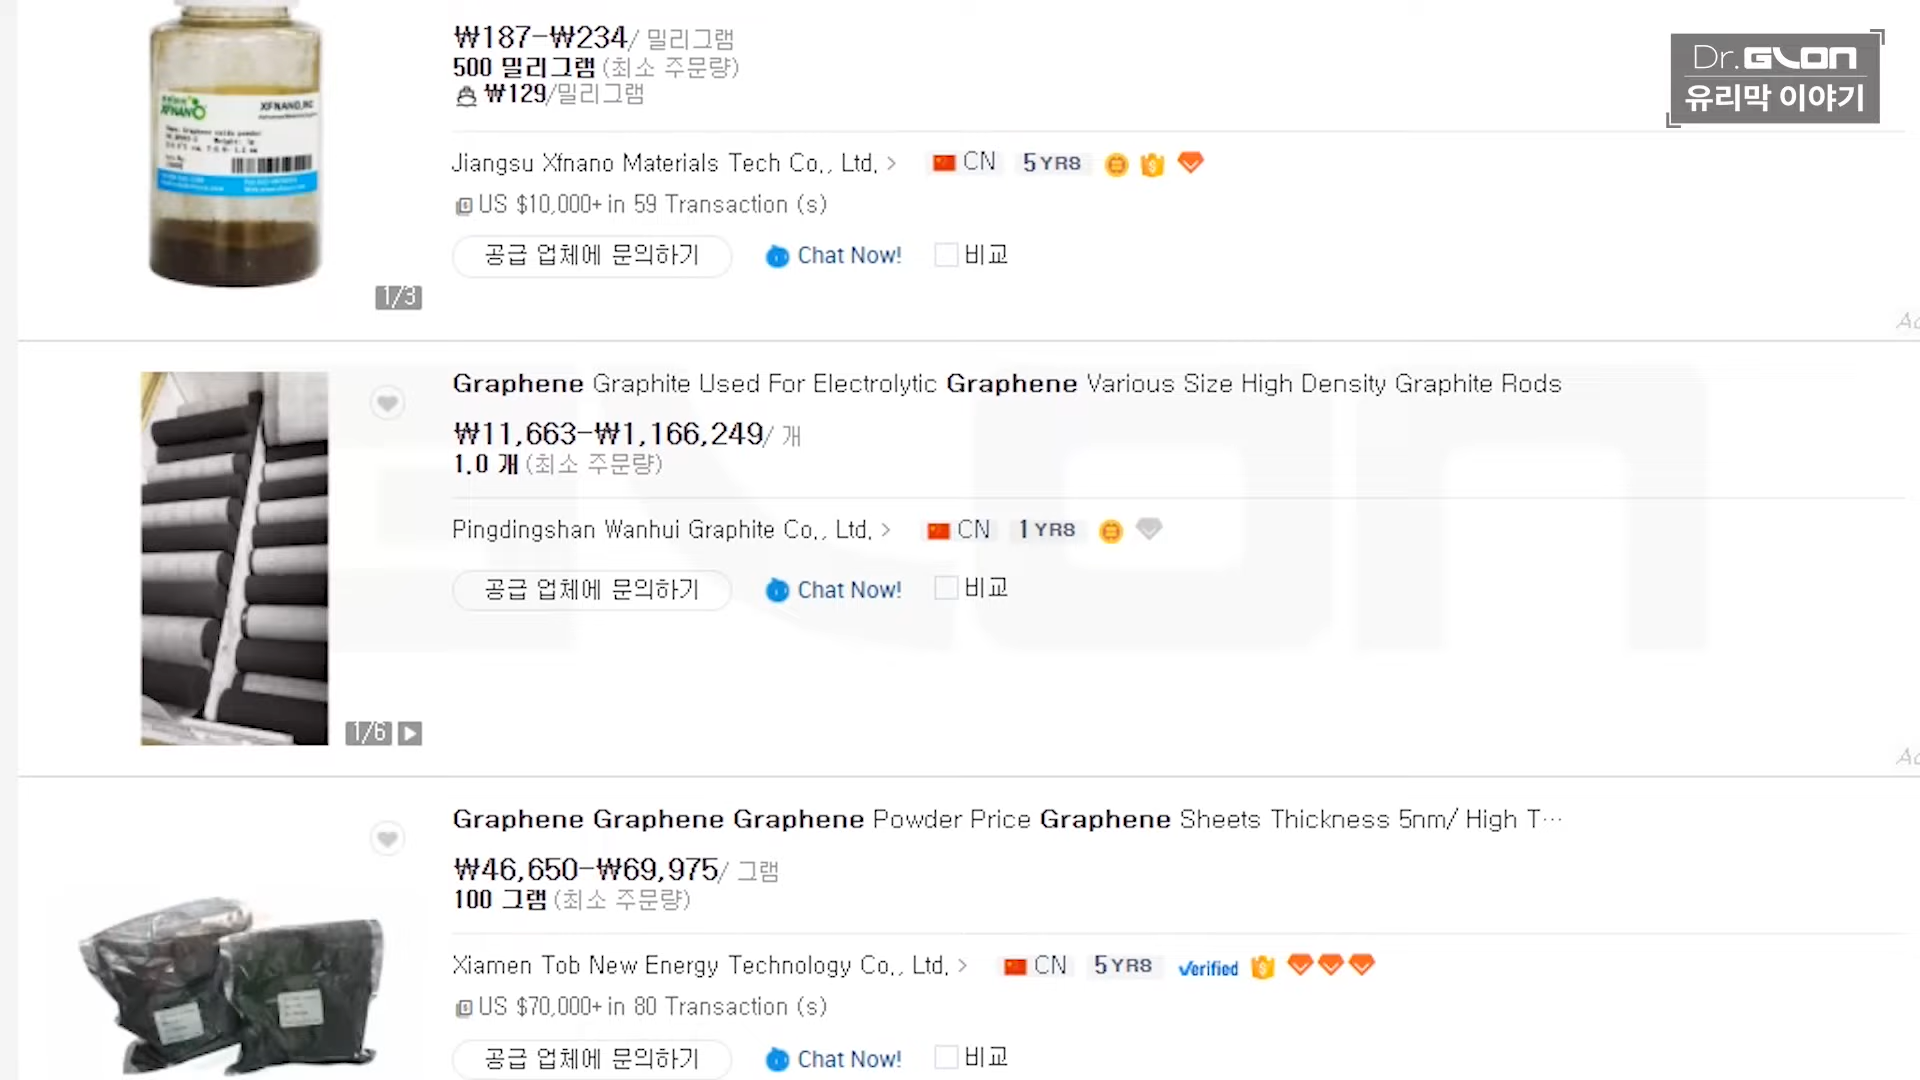 ₩187-₩234/ 밀리그램
500 밀리그램 (최소 주문량)
₩129/밀리그램
Dr.GLON
유리막 이야기
XFNANO
XFNANO,INC
Jiangsu Xfnano Materials Tech Co., Ltd. > CN 5 YRS
US $10,000+ in 59 Transaction (s)
공급 업체에 문의하기 Chat Now! 비교
1/3
Graphene Graphite Used For Electrolytic Graphene Various Size High Density Graphite Rods
₩11,663-₩1,166,249/ 개
1.0 개 (최소 주문량)
Pingdingshan Wanhui Graphite Co., Ltd. > CN 1 YRS
공급 업체에 문의하기 Chat Now! 비교
1/6
Graphene Graphene Graphene Powder Price Graphene Sheets Thickness 5nm/ High T…
₩46,650-₩69,975/ 그램
100 그램 (최소 주문량)
Xiamen Tob New Energy Technology Co., Ltd. > CN 5 YRS Verified
US $70,000+ in 80 Transaction (s)
공급 업체에 문의하기 Chat Now! 비교